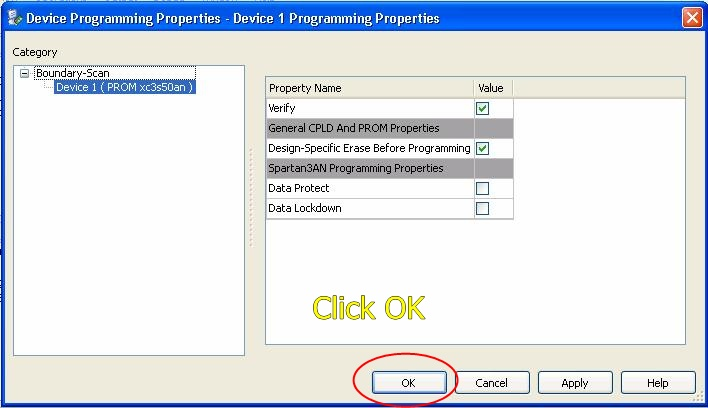 Device Programming Properties - Device 1 Programming Properties
Category
Boundary-Scan
Device 1 ( PROM xc3s50an )
Property Name Value
Verify
General CPLD And PROM Properties
Design-Specific Erase Before Programming
Spartan3AN Programming Properties
Data Protect
Data Lockdown
Click OK
OK Cancel Apply Help